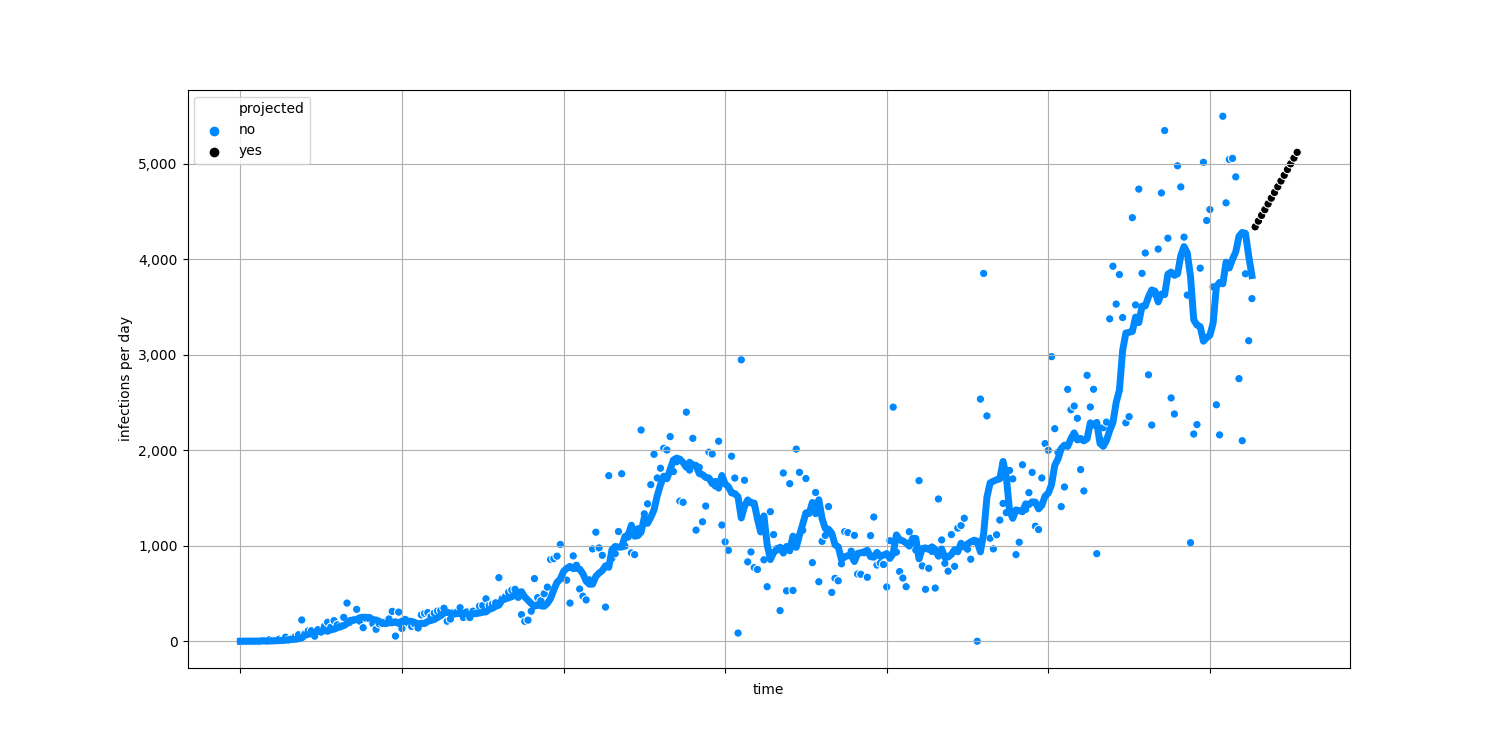 projected
no
yes
5,000
4,000
3,000
2,000
1,000
0
infections per day
time